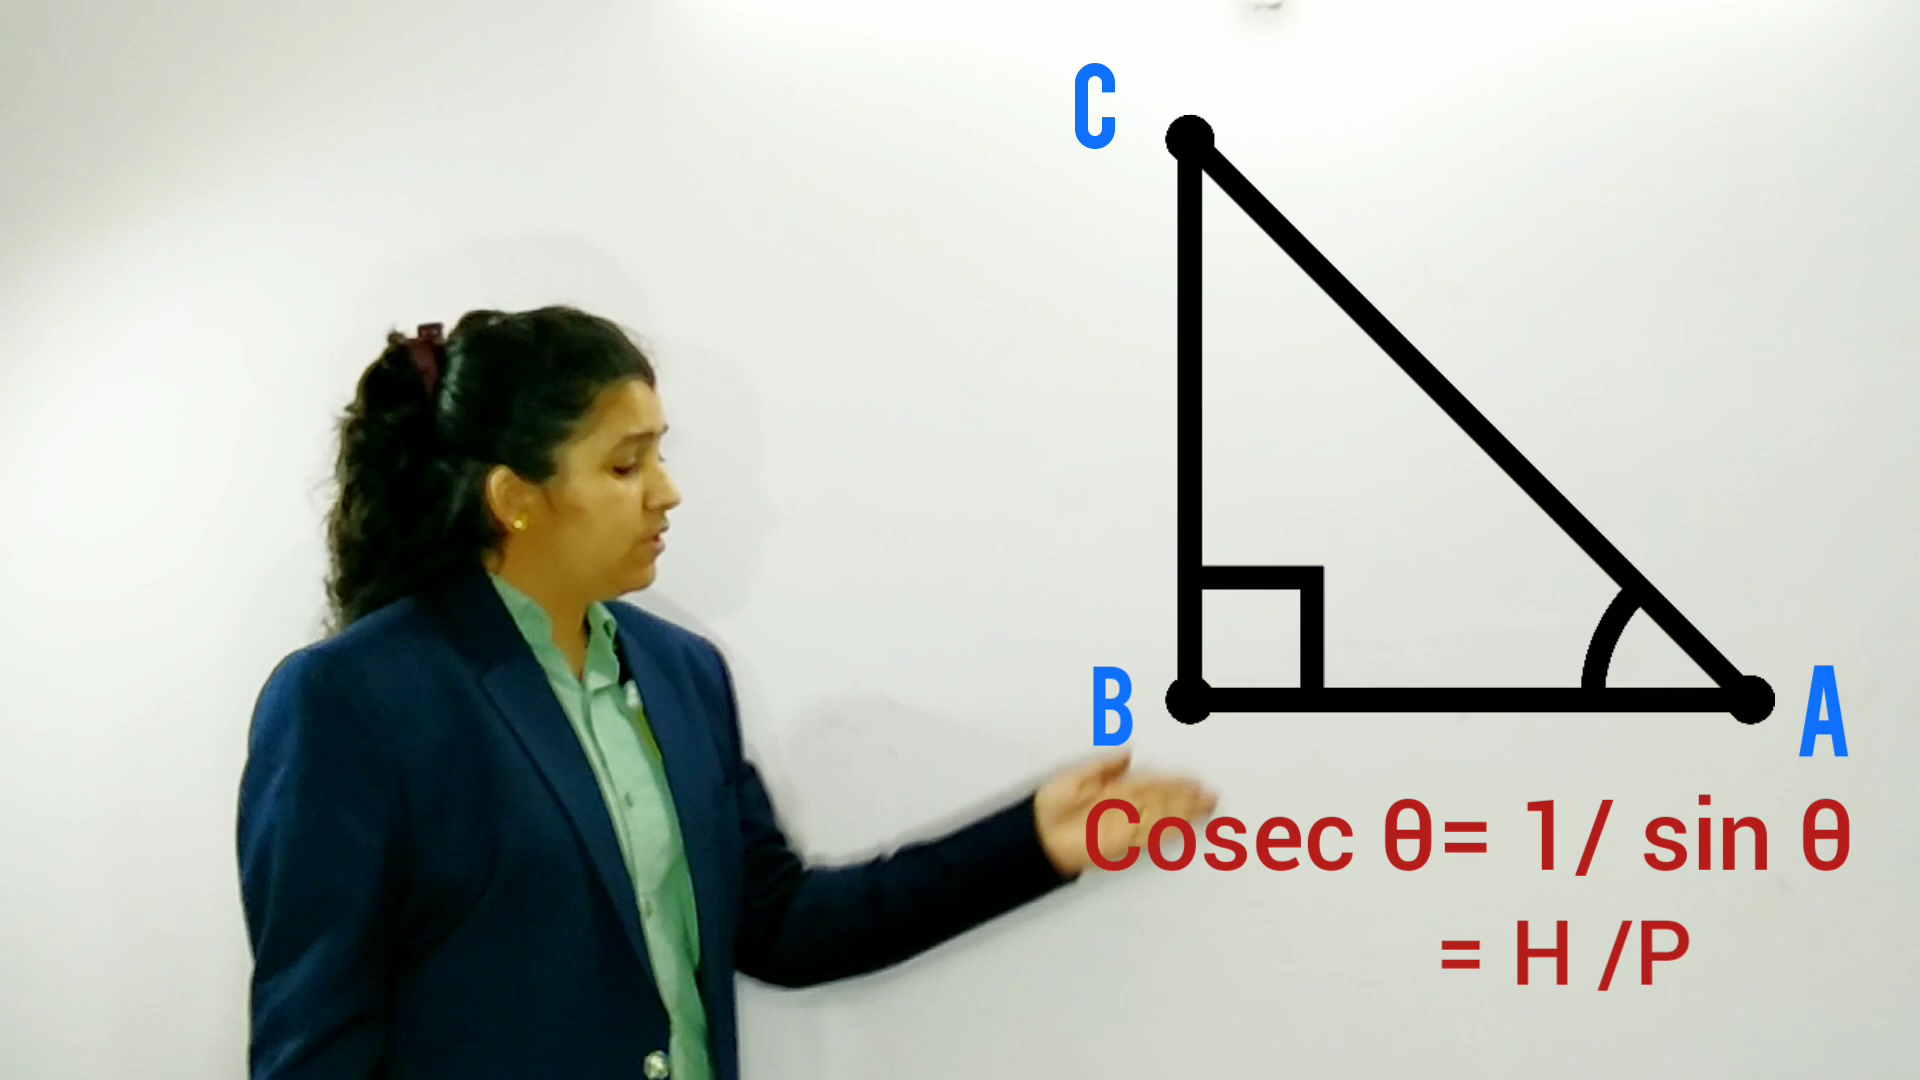 C
B
A
Cosec θ= 1/ sin θ
= H /P